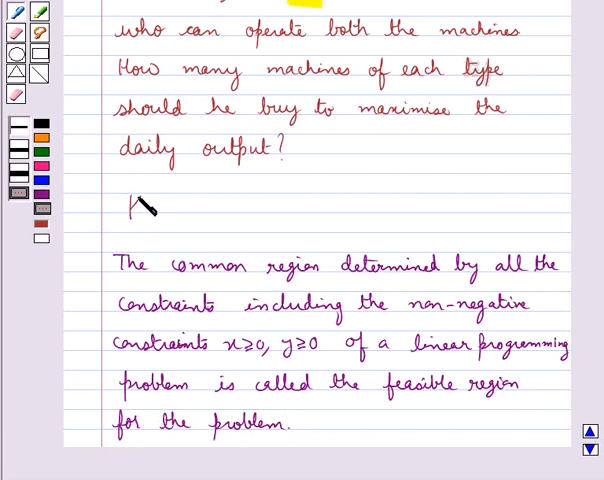 who can operate both the machines
How many machines of each type
should he buy to maximise the
daily output?
The common region determined by all the
constraints including the non-negative
constraints x≥0, y≥0 of a linear programming
problem is called the feasible region
for the problem.